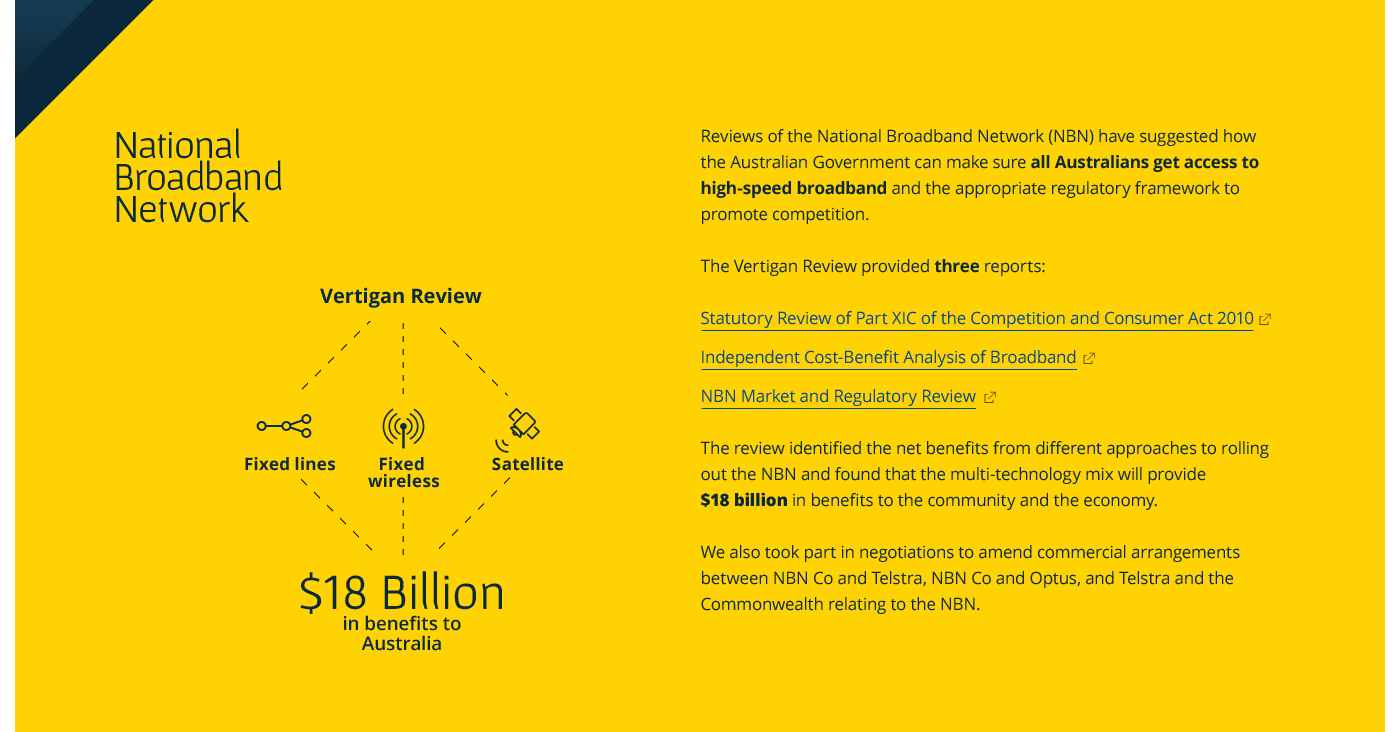 National
Broadband
Network
Vertigan Review
Fixed lines
Fixed
wireless
Satellite
$18 Billion
in benefits to
Australia
Reviews of the National Broadband Network (NBN) have suggested how
the Australian Government can make sure all Australians get access to
high-speed broadband and the appropriate regulatory framework to
promote competition.
The Vertigan Review provided three reports:
Statutory Review of Part XIC of the Competition and Consumer Act 2010
Independent Cost-Benefit Analysis of Broadband
NBN Market and Regulatory Review
The review identified the net benefits from different approaches to rolling
out the NBN and found that the multi-technology mix will provide
$18 billion in benefits to the community and the economy.
We also took part in negotiations to amend commercial arrangements
between NBN Co and Telstra, NBN Co and Optus, and Telstra and the
Commonwealth relating to the NBN.